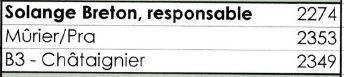 Solange Breton, responsable 2274
Mûrier/Pra 2353
B3 - Châtaignier 2349